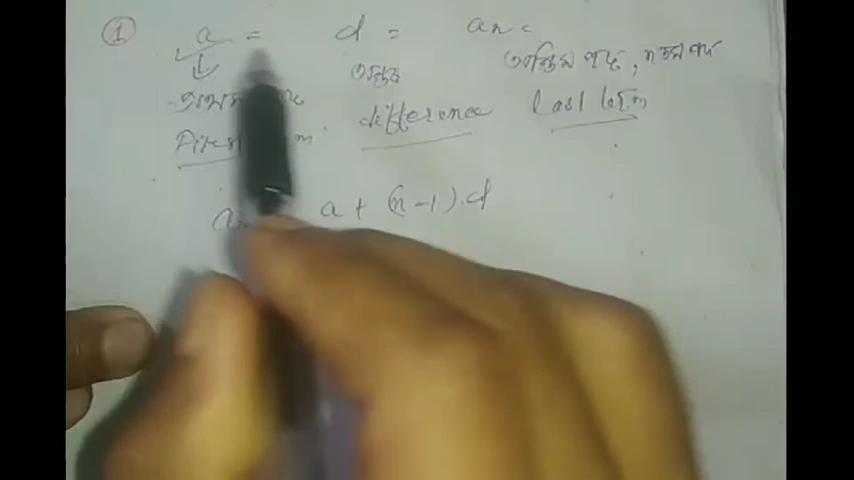 ① a = d = an =
অন্তর অন্তিম পদ, n তম পদ
difference last term
a + (n-1).d